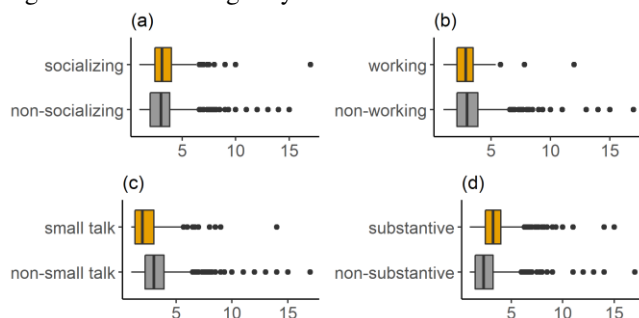 (a)
socializing
non-socializing
5 10 15
(b)
working
non-working
5 10 15
(c)
small talk
non-small talk
5 10 15
(d)
substantive
non-substantive
5 10 15